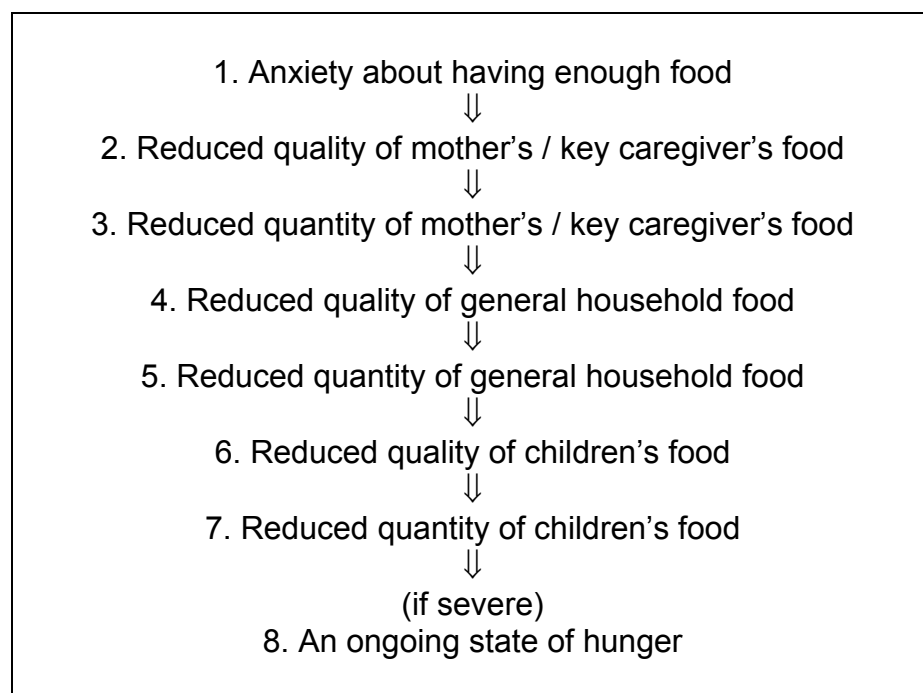 1. Anxiety about having enough food
⇓
2. Reduced quality of mother’s / key caregiver’s food
⇓
3. Reduced quantity of mother’s / key caregiver’s food
⇓
4. Reduced quality of general household food
⇓
5. Reduced quantity of general household food
⇓
6. Reduced quality of children’s food
⇓
7. Reduced quantity of children’s food
⇓
(if severe)
8. An ongoing state of hunger